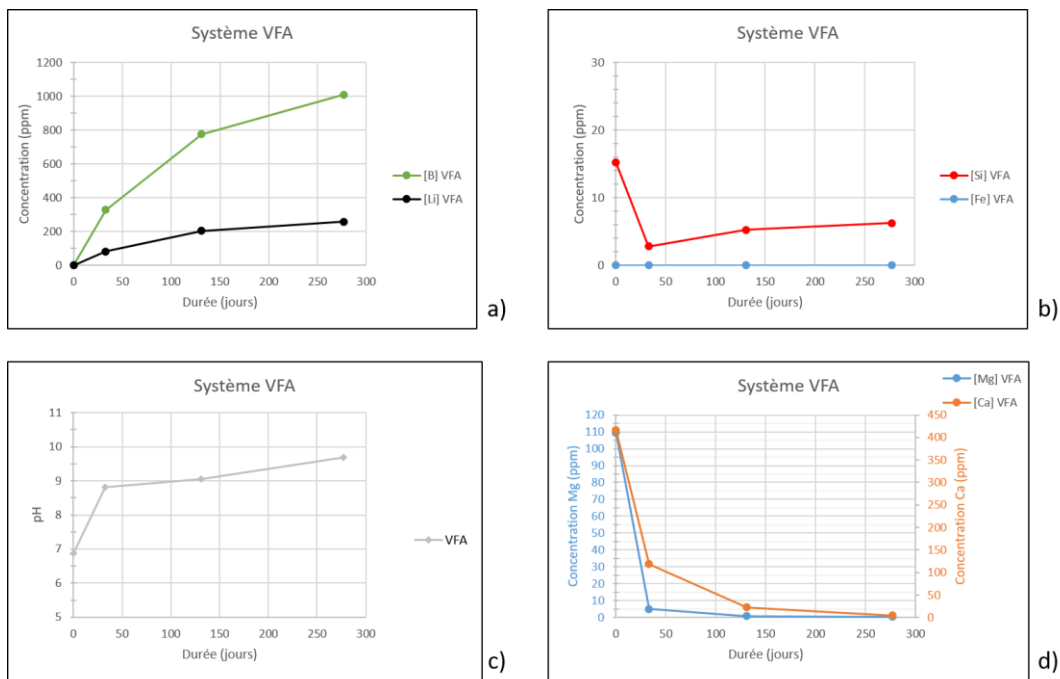 Système VFA
1200
1000
800
600
400
200
0
Concentration (ppm)
0 50 100 150 200 250 300
Durée (jours)
[B] VFA
[Li] VFA
a)
Système VFA
30
20
10
0
Concentration (ppm)
0 50 100 150 200 250 300
Durée (jours)
[Si] VFA
[Fe] VFA
b)
Système VFA
11
10
9
8
7
6
5
pH
0 50 100 150 200 250 300
Durée (jours)
VFA
c)
Système VFA
[Mg] VFA
[Ca] VFA
120
110
100
90
80
70
60
50
40
30
20
10
0
Concentration Mg (ppm)
450
400
350
300
250
200
150
100
50
0
Concentration Ca (ppm)
0 50 100 150 200 250 300
Durée (jours)
d)